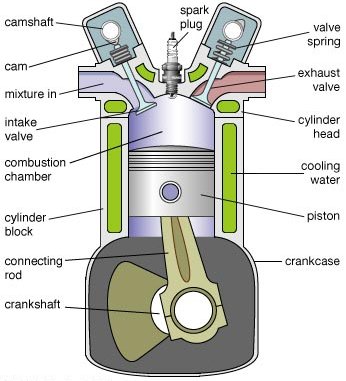 camshaft
spark
plug
valve
spring
cam
mixture in
exhaust
valve
intake
valve
cylinder
head
combustion
chamber
cooling
water
cylinder
block
piston
connecting
rod
crankcase
crankshaft